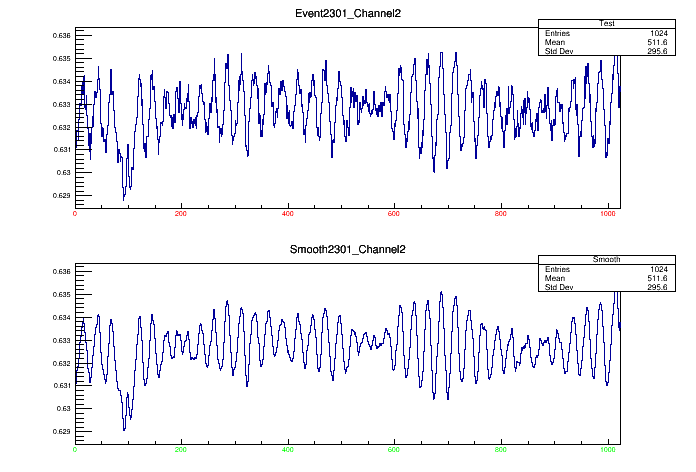 Event2301_Channel2
Test
Entries 1024
Mean 511.6
Std Dev 295.6
0.636
0.635
0.634
0.633
0.632
0.631
0.63
0.629
0 200 400 600 800 1000
Smooth2301_Channel2
Smooth
Entries 1024
Mean 511.6
Std Dev 295.6
0.636
0.635
0.634
0.633
0.632
0.631
0.63
0.629
0 200 400 600 800 1000